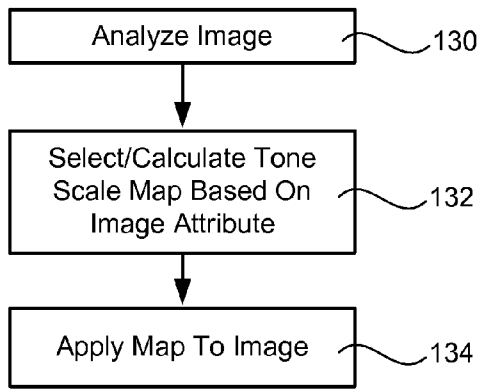 Analyze Image
130
Select/Calculate Tone
Scale Map Based On
Image Attribute
132
Apply Map To Image
134